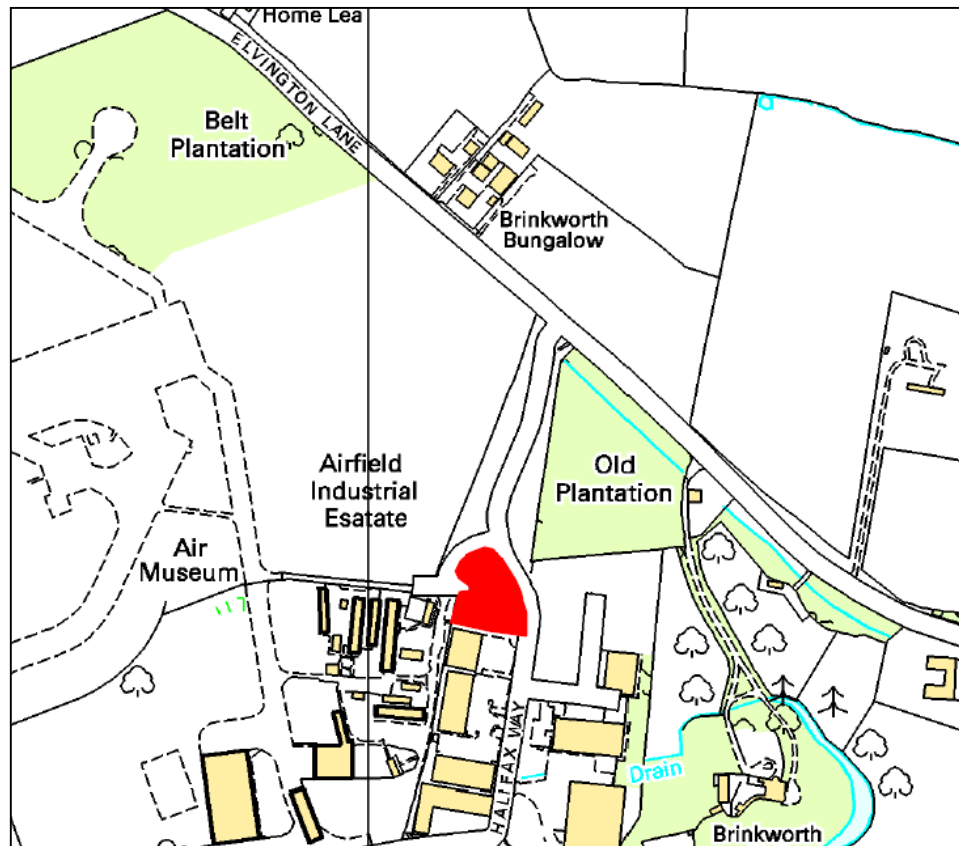 Home Lea
ELVINGTON LANE
Belt
Plantation
Brinkworth
Bungalow
Airfield
Industrial
Esatate
Old
Plantation
Air
Museum
HALIFAX WAY
Drain
Brinkworth